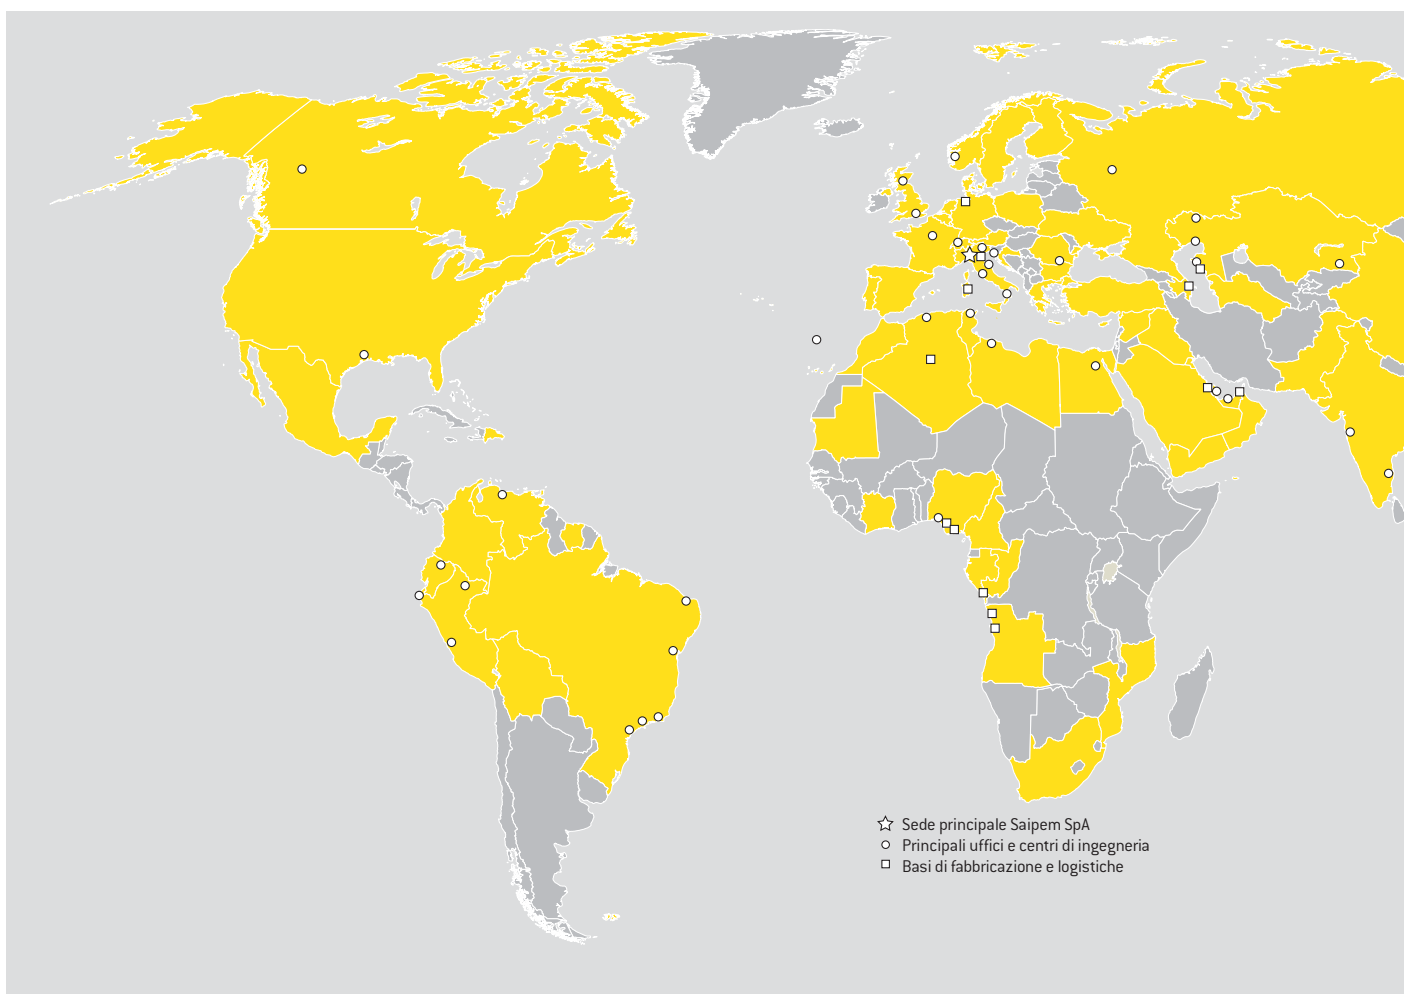 Sede principale Saipem SpA
Principali uffici e centri di ingegneria
Basi di fabbricazione e logistiche